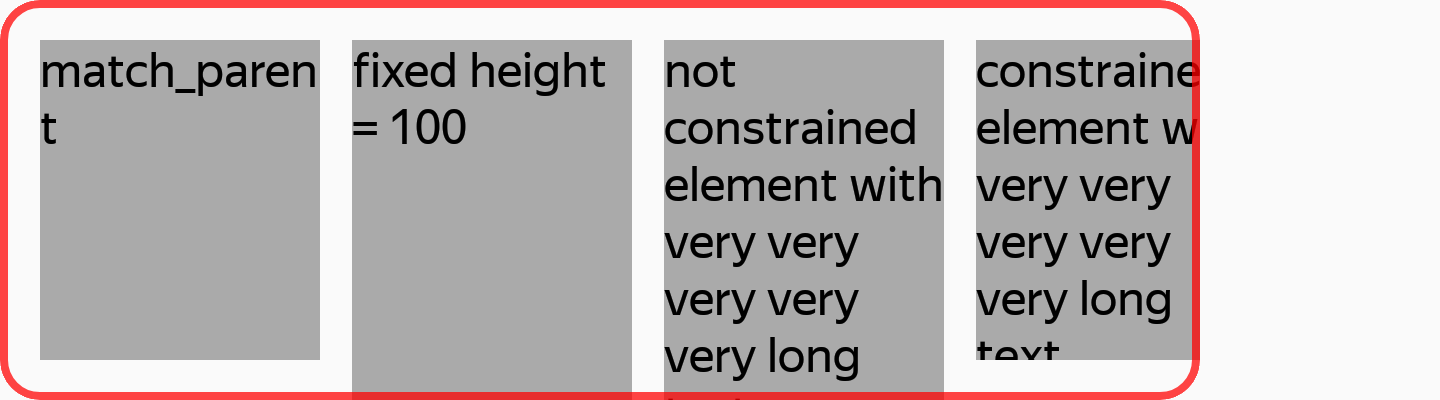 match_paren
t
fixed height
= 100
not
constrained
element with
very very
very very
very long
constraine
element w
very very
very very
very long
text